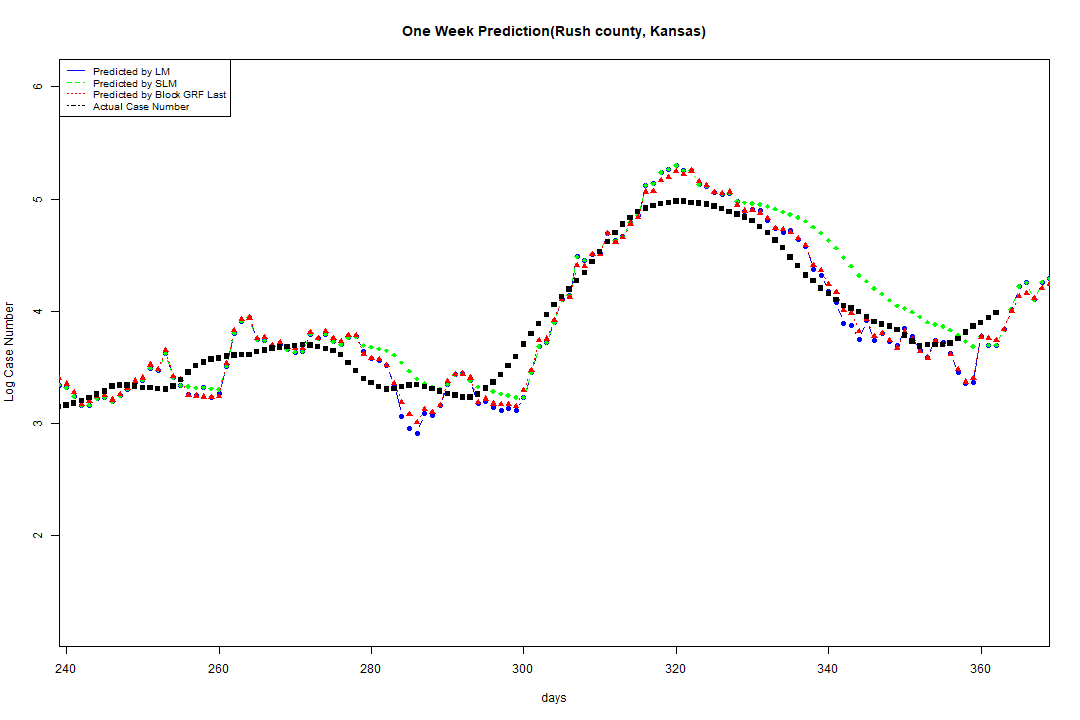 One Week Prediction(Rush county, Kansas)
Predicted by LM
Predicted by SLM
Predicted by Block GRF Last
Actual Case Number
6
5
4
3
2
Log Case Number
240 260 280 300 320 340 360
days